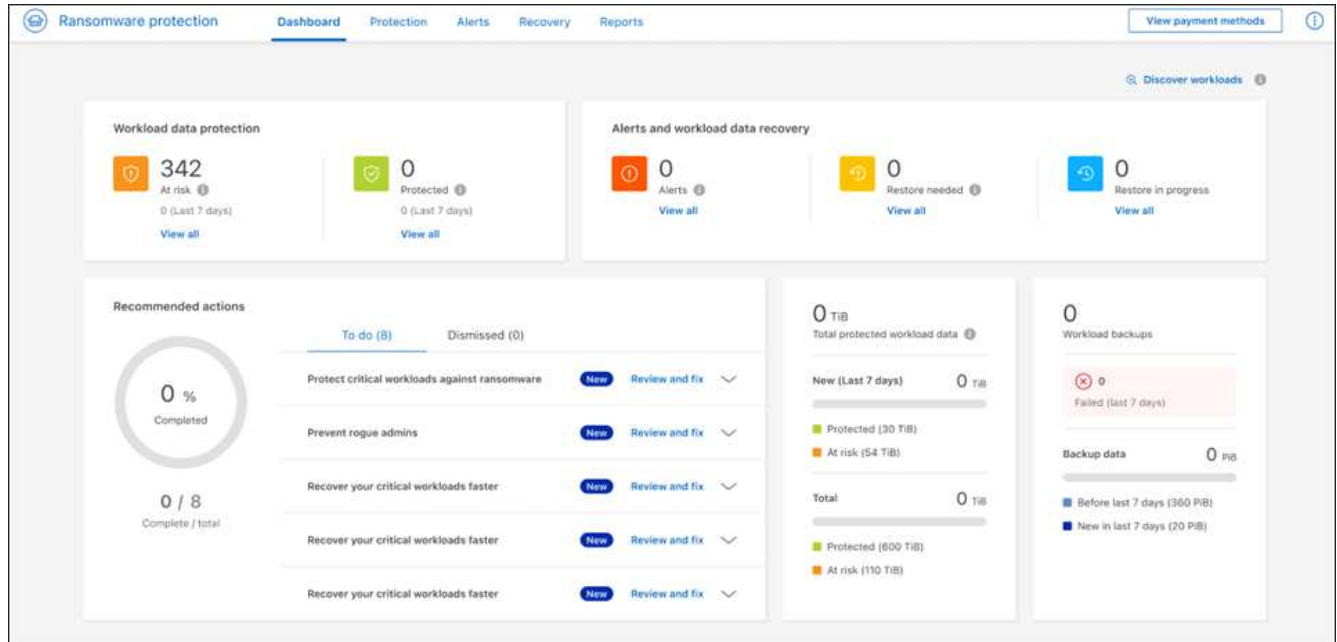 Ransomware protection
Dashboard Protection Alerts Recovery Reports
View payment methods
Discover workloads
Workload data protection
342
At risk
0 (Last 7 days)
View all
0
Protected
0 (Last 7 days)
View all
Alerts and workload data recovery
0
Alerts
View all
0
Restore needed
View all
0
Restore in progress
View all
Recommended actions
0 %
Completed
0 / 8
Complete / total
To do (8) Dismissed (0)
Protect critical workloads against ransomware New Review and fix
Prevent rogue admins New Review and fix
Recover your critical workloads faster New Review and fix
Recover your critical workloads faster New Review and fix
Recover your critical workloads faster New Review and fix
0 TiB
Total protected workload data
New (Last 7 days) 0 TiB
Protected (30 TiB)
At risk (54 TiB)
Total 0 TiB
Protected (600 TiB)
At risk (110 TiB)
0
Workload backups
0
Failed (last 7 days)
Backup data 0 PiB
Before last 7 days (360 PiB)
New in last 7 days (20 PiB)